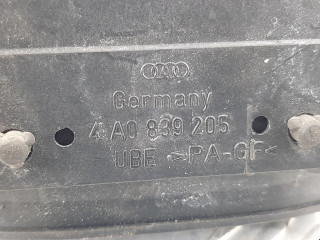 Germany
4A0 839 205
UBE >PA-GF<